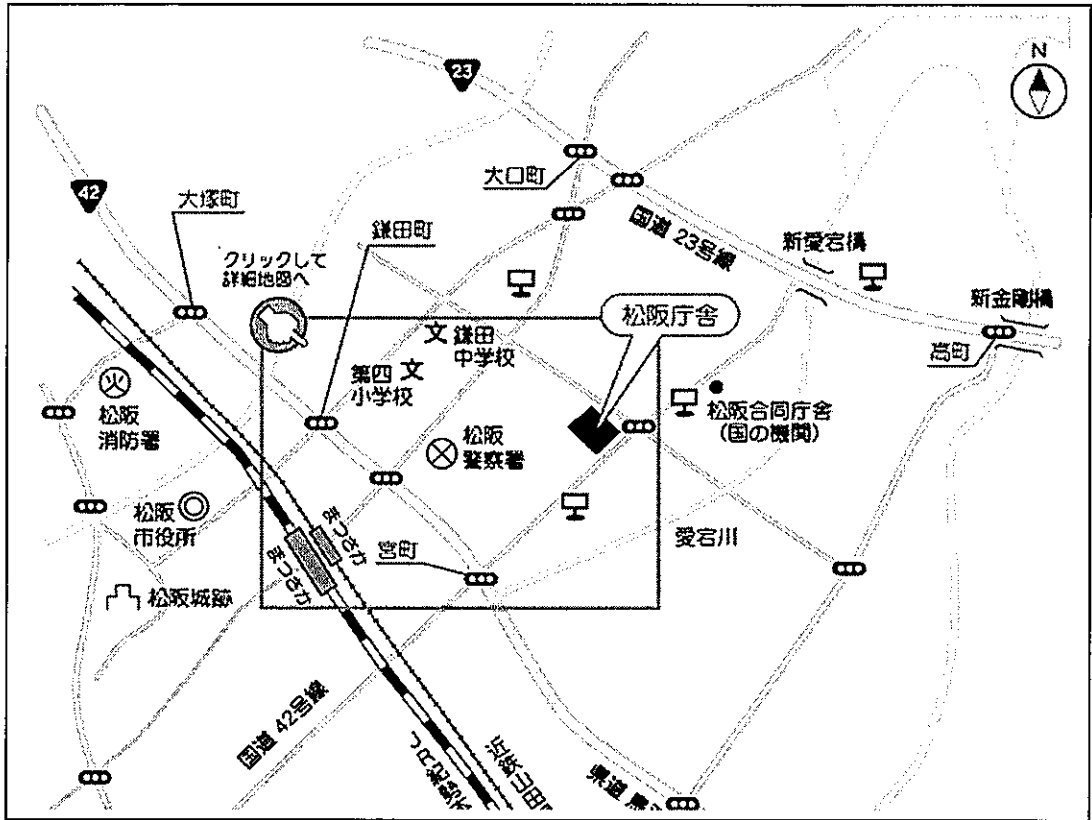 N
23
大口町
42
大塚町
鎌田町
国道 23号線
新愛宕橋
クリックして
詳細地図へ
新金剛橋
松阪庁舎
文 鎌田
中学校
高町
第四 文
小学校
火
松阪
消防署
松阪合同庁舎
(国の機関)
松阪
警察署
松阪
市役所
まつさか
まつさか
宮町
愛宕川
松阪城跡
国道 42号線
近鉄山田
県道